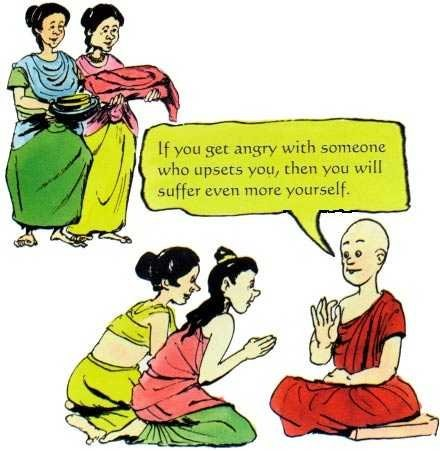 If you get angry with someone
who upsets you, then you will
suffer even more yourself.